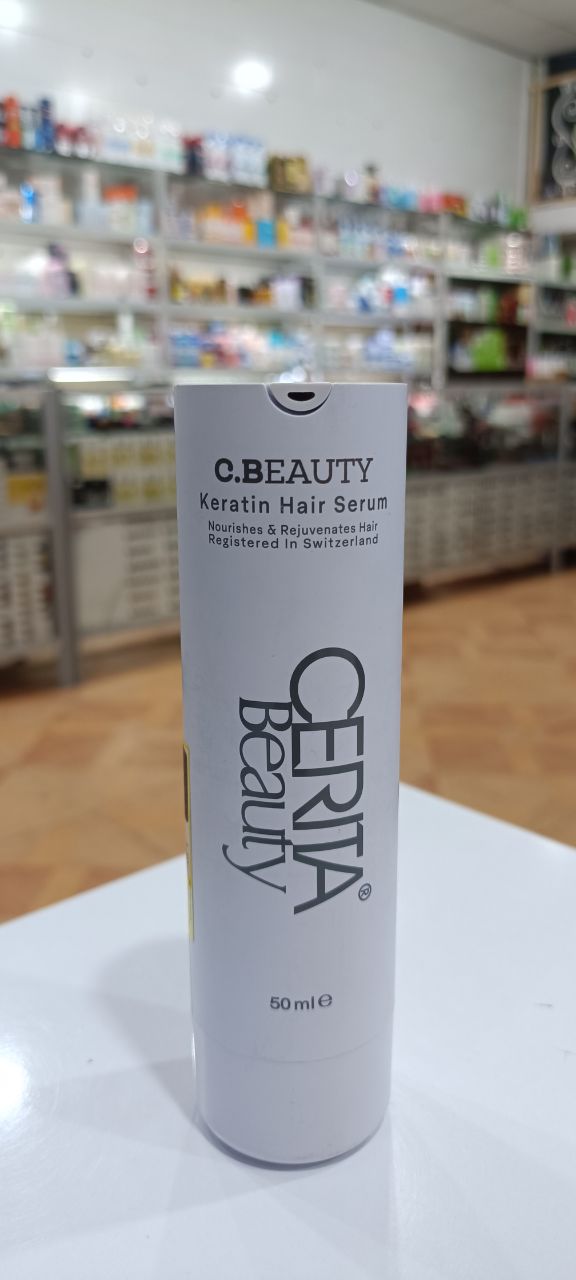 C.BEAUTY
Keratin Hair Serum
Nourishes & Rejuvenates Hair
Registered In Switzerland
CERITA®
Beauty
50 ml ℮